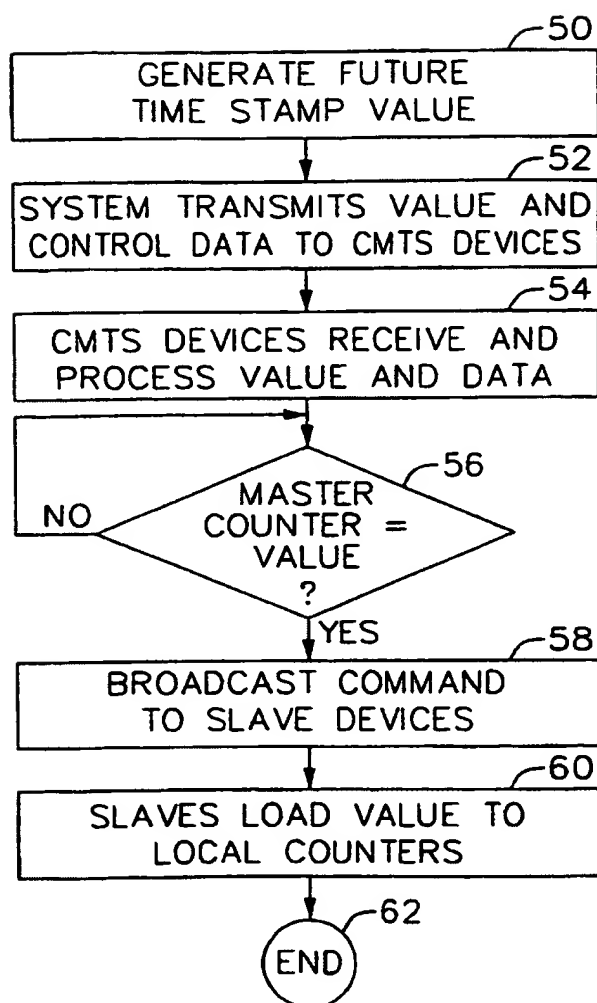 50
GENERATE FUTURE
TIME STAMP VALUE
52
SYSTEM TRANSMITS VALUE AND
CONTROL DATA TO CMTS DEVICES
54
CMTS DEVICES RECEIVE AND
PROCESS VALUE AND DATA
56
MASTER
COUNTER =
VALUE
?
NO
YES
58
BROADCAST COMMAND
TO SLAVE DEVICES
60
SLAVES LOAD VALUE TO
LOCAL COUNTERS
62
END